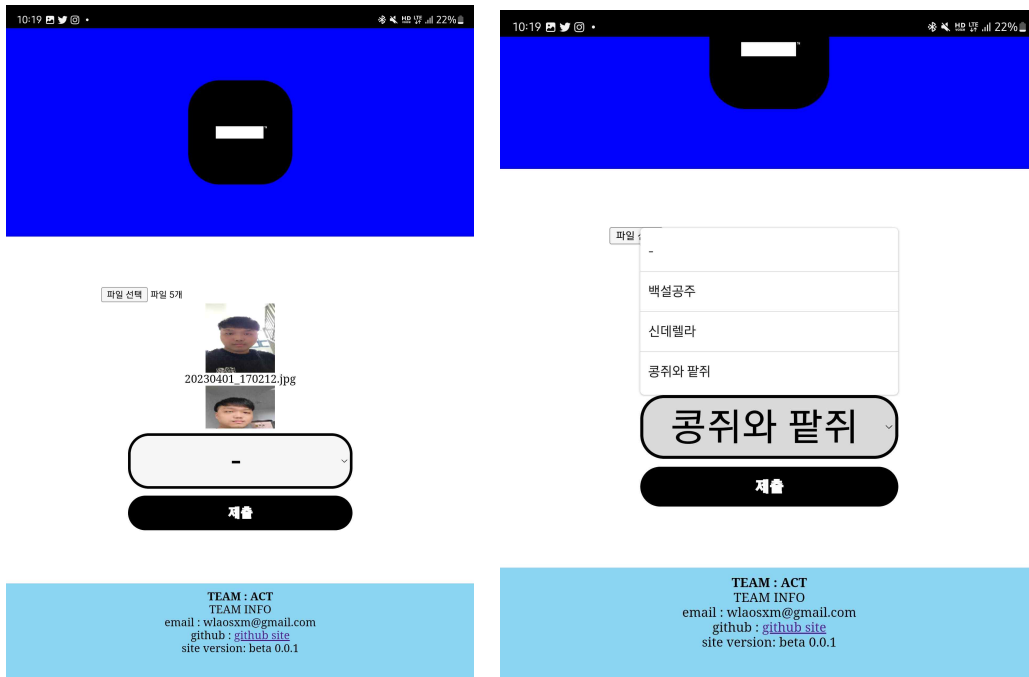 10:19
22%
파일 선택 파일 5개
20230401_170212.jpg
-
제출
TEAM : ACT
TEAM INFO
email : wlaosxm@gmail.com
github : github site
site version: beta 0.0.1
10:19
22%
파일
-
백설공주
신데렐라
콩쥐와 팥쥐
콩쥐와 팥쥐
제출
TEAM : ACT
TEAM INFO
email : wlaosxm@gmail.com
github : github site
site version: beta 0.0.1